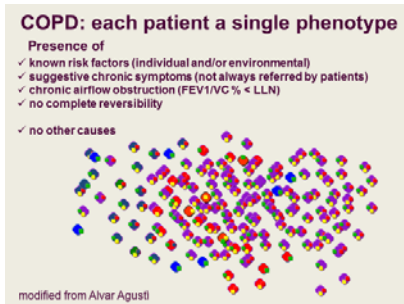 COPD: each patient a single phenotype
Presence of
✓ known risk factors (individual and/or environmental)
✓ suggestive chronic symptoms (not always referred by patients)
✓ chronic airflow obstruction (FEV1/VC % < LLN)
✓ no complete reversibility
✓ no other causes
modified from Alvar Agusti